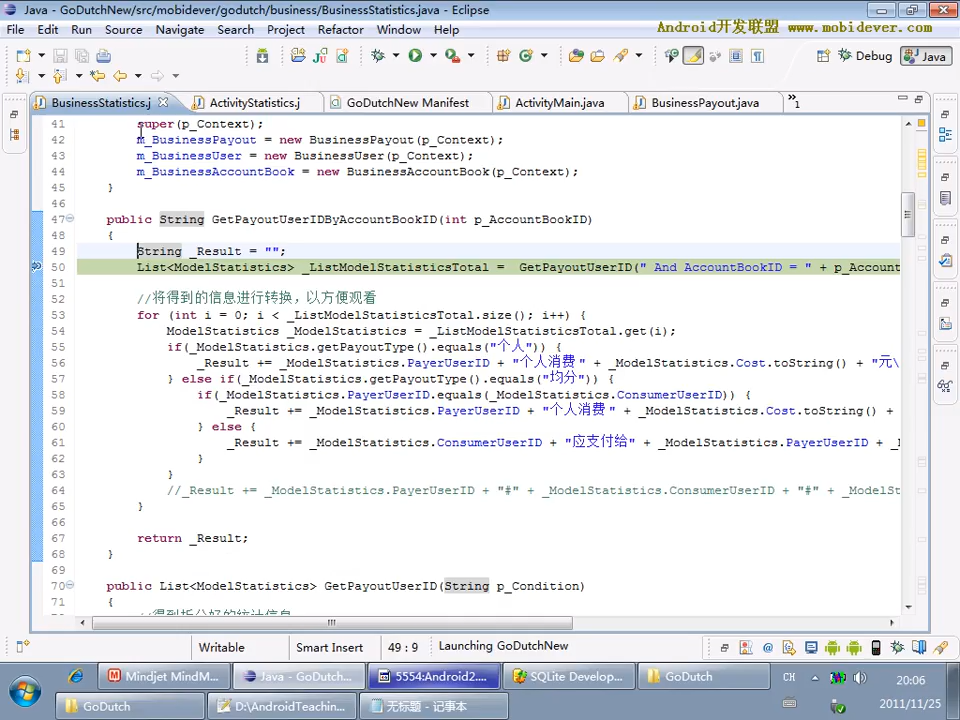 Java - GoDutchNew/src/mobidever/godutch/business/BusinessStatistics.java - Eclipse
File Edit Run Source Navigate Search Project Refactor Window Help
Android开发联盟 www.mobidever.com
Debug Java
BusinessStatistics.j ActivityStatistics.j GoDutchNew Manifest ActivityMain.java BusinessPayout.java »1
41 super(p_Context);
42 m_BusinessPayout = new BusinessPayout(p_Context);
43 m_BusinessUser = new BusinessUser(p_Context);
44 m_BusinessAccountBook = new BusinessAccountBook(p_Context);
45 }
46
47 public String GetPayoutUserIDByAccountBookID(int p_AccountBookID)
48 {
49 String _Result = "";
50 List<ModelStatistics> _ListModelStatisticsTotal = GetPayoutUserID(" And AccountBookID = " + p_Account
51
52 //将得到的信息进行转换，以方便观看
53 for (int i = 0; i < _ListModelStatisticsTotal.size(); i++) {
54 ModelStatistics _ModelStatistics = _ListModelStatisticsTotal.get(i);
55 if(_ModelStatistics.getPayoutType().equals("个人")) {
56 _Result += _ModelStatistics.PayerUserID + "个人消费 " + _ModelStatistics.Cost.toString() + "元\
57 } else if(_ModelStatistics.getPayoutType().equals("均分")) {
58 if(_ModelStatistics.PayerUserID.equals(_ModelStatistics.ConsumerUserID)) {
59 _Result += _ModelStatistics.PayerUserID + "个人消费 " + _ModelStatistics.Cost.toString() +
60 } else {
61 _Result += _ModelStatistics.ConsumerUserID + "应支付给" + _ModelStatistics.PayerUserID +
62 }
63 }
64 //_Result += _ModelStatistics.PayerUserID + "#" + _ModelStatistics.ConsumerUserID + "#" + _ModelSt
65 }
66
67 return _Result;
68 }
69
70 public List<ModelStatistics> GetPayoutUserID(String p_Condition)
71 {
//得到拆分好的统计信息
Writable Smart Insert 49 : 9 Launching GoDutchNew
Mindjet MindM... Java - GoDutch... 5554:Android2.... SQLite Develop... GoDutch CH 20:06
GoDutch D:\AndroidTeachin... 无标题 - 记事本 2011/11/25